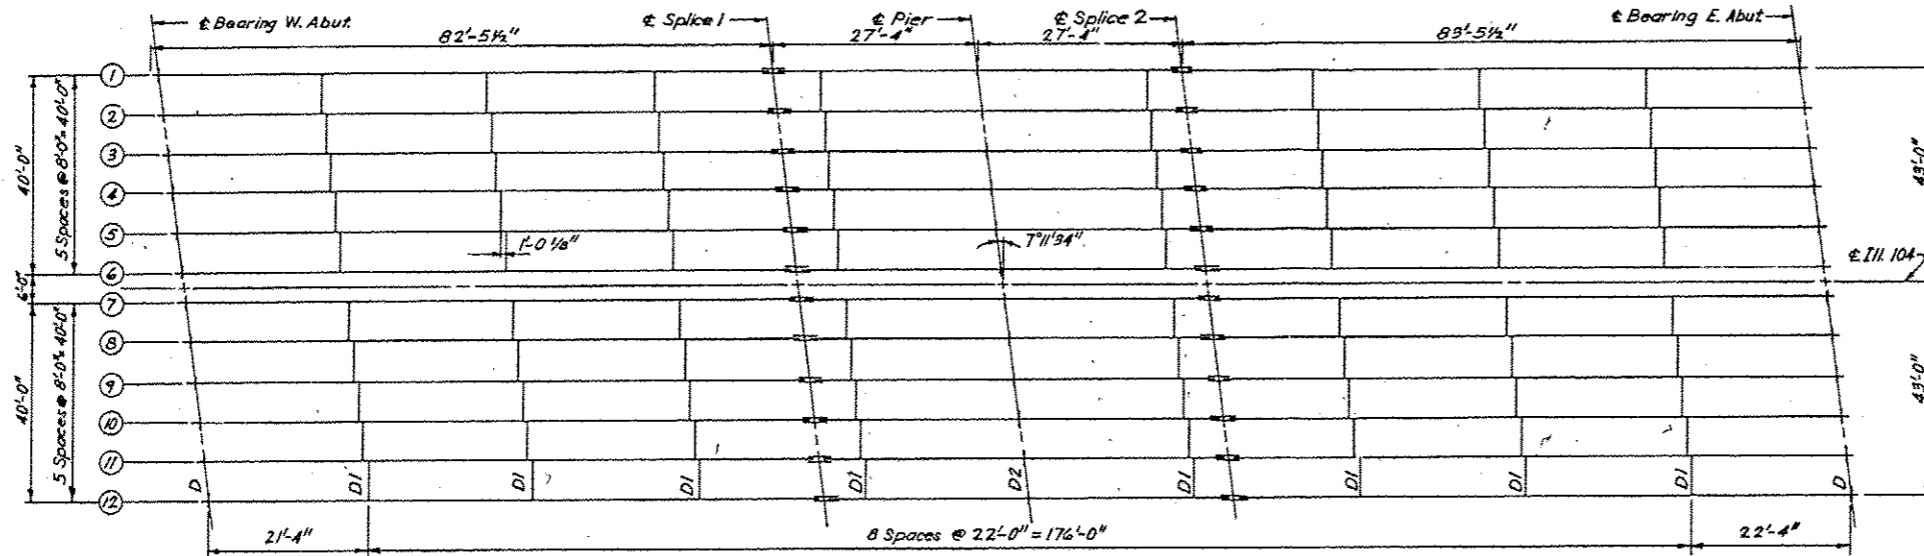 ℄ Bearing W. Abut.
℄ Splice 1
℄ Pier
℄ Splice 2
℄ Bearing E. Abut
82'-5½"
27'-4"
27'-4"
83'-5½"
1
2
3
4
5
6
7
8
9
10
11
12
40'-0"
5 Spaces @ 8'-0"= 40'-0"
6'-0"
40'-0"
5 Spaces @ 8'-0"= 40'-0"
1'-0 1/8"
7°11'34"
℄ Ill. 104
43'-0"
43'-0"
D
D1
D1
D1
D1
D2
D1
D1
D1
D1
D
21'-4"
8 Spaces @ 22'-0" = 176'-0"
22'-4"